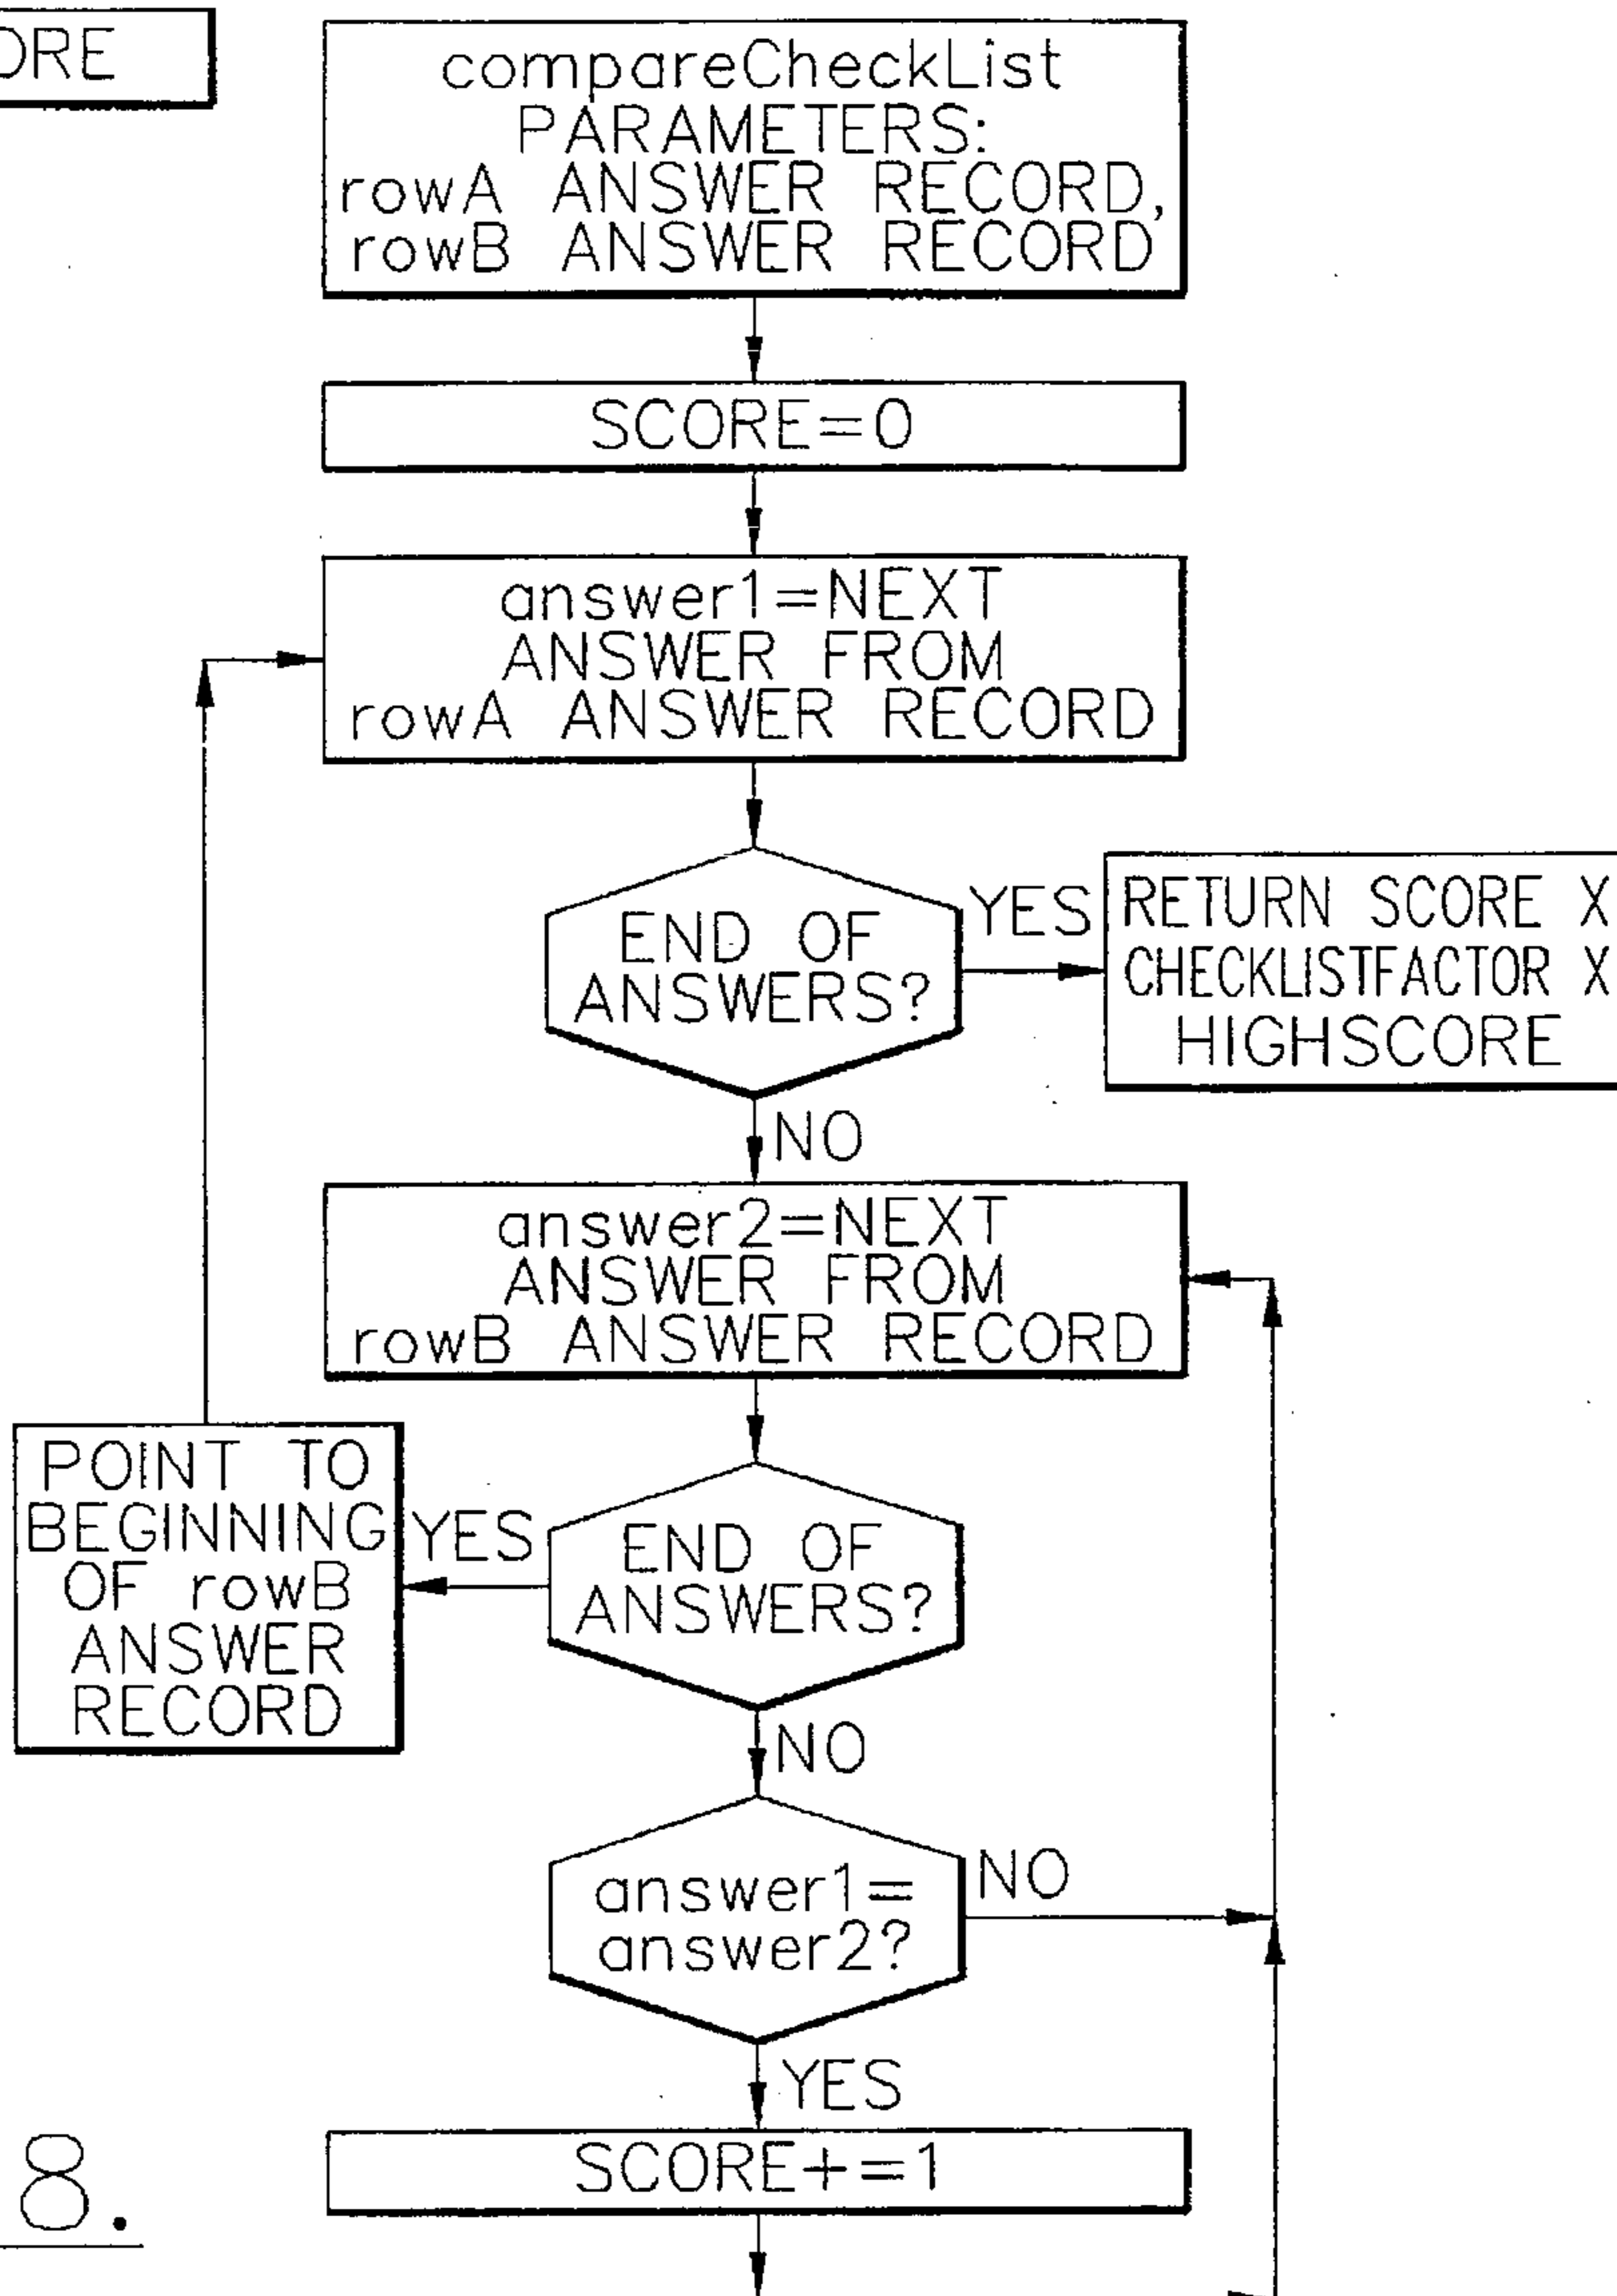 ORE
compareCheckList
PARAMETERS:
rowA ANSWER RECORD,
rowB ANSWER RECORD
SCORE=0
answer1=NEXT
ANSWER FROM
rowA ANSWER RECORD
END OF
ANSWERS?
YES
RETURN SCORE X
CHECKLISTFACTOR X
HIGHSCORE
NO
answer2=NEXT
ANSWER FROM
rowB ANSWER RECORD
POINT TO
BEGINNING
OF rowB
ANSWER
RECORD
YES
END OF
ANSWERS?
NO
answer1=
answer2?
NO
YES
SCORE+=1
8.